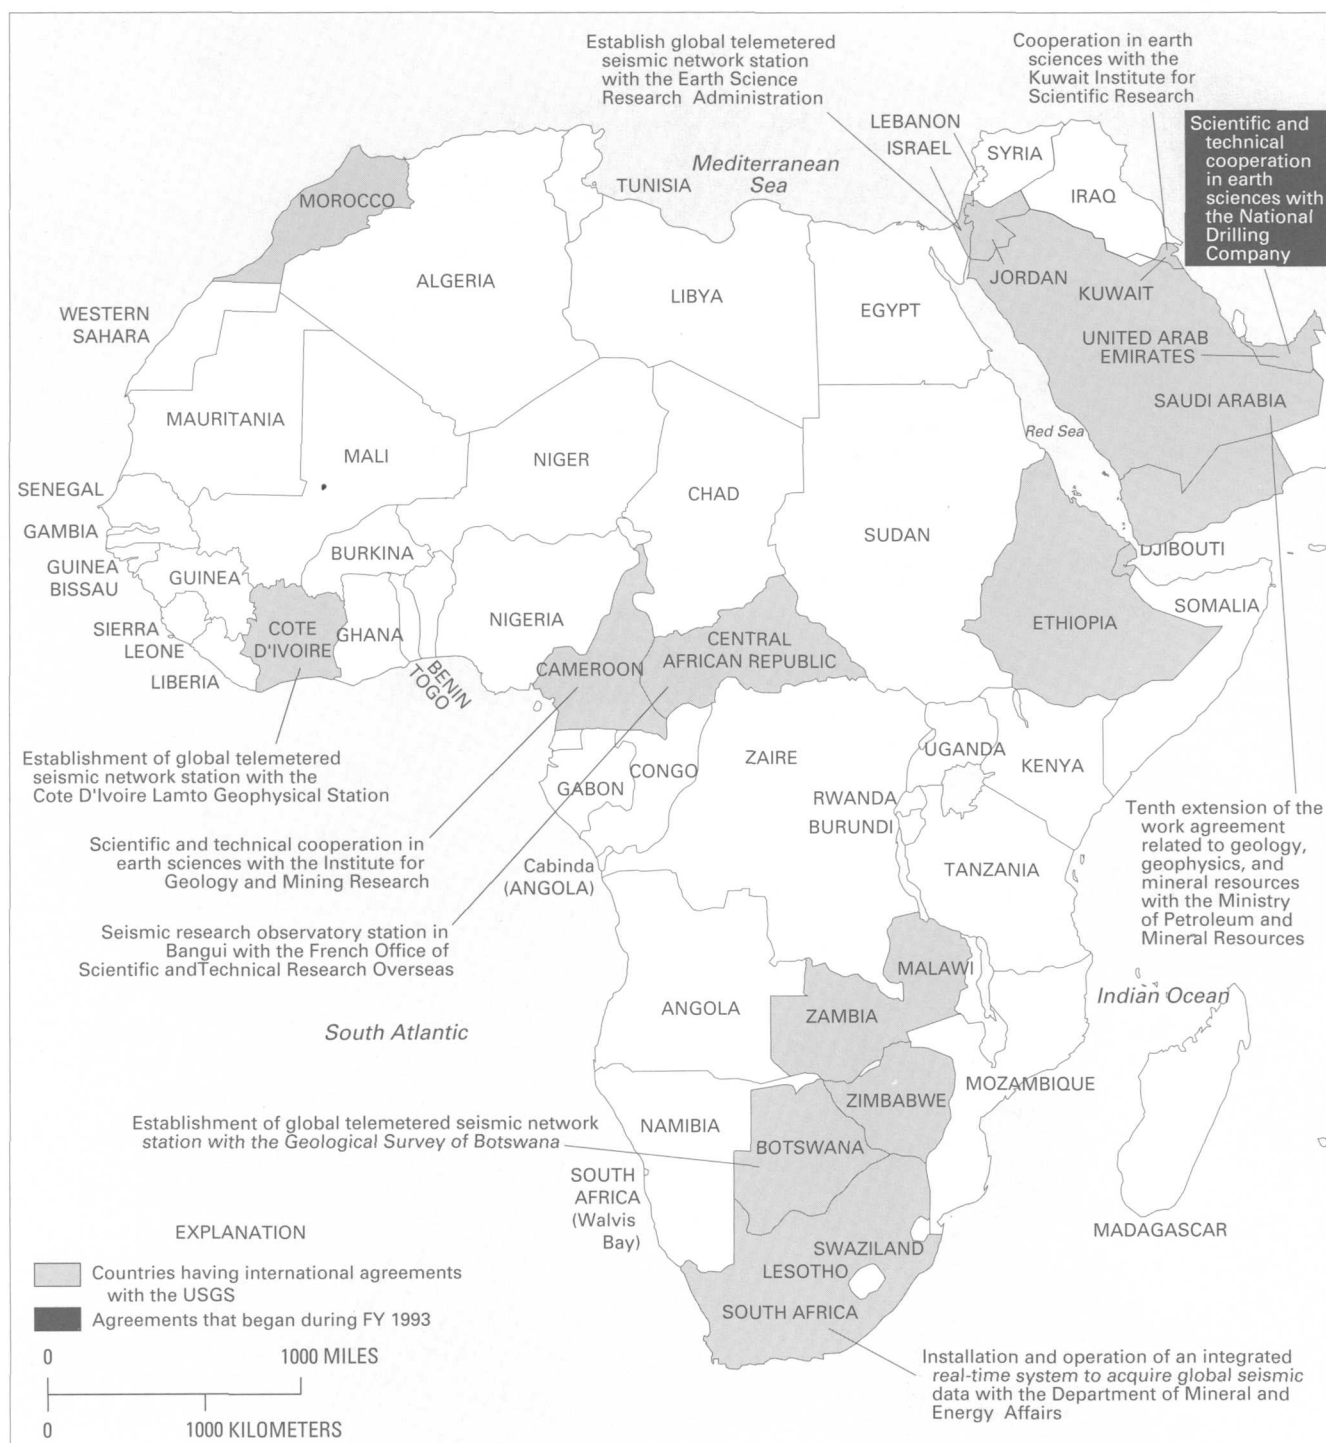 Establish global telemetered
seismic network station
with the Earth Science
Research Administration
Cooperation in earth
sciences with the
Kuwait Institute for
Scientific Research
Scientific and
technical
cooperation
in earth
sciences with
the National
Drilling
Company
LEBANON
ISRAEL
SYRIA
IRAQ
Mediterranean
Sea
TUNISIA
MOROCCO
ALGERIA
LIBYA
EGYPT
JORDAN
KUWAIT
UNITED ARAB
EMIRATES
SAUDI ARABIA
WESTERN
SAHARA
MAURITANIA
MALI
NIGER
CHAD
SUDAN
Red Sea
SENEGAL
GAMBIA
GUINEA
BISSAU
GUINEA
BURKINA
SIERRA
LEONE
LIBERIA
COTE
D'IVOIRE
GHANA
BENIN
TOGO
NIGERIA
CAMEROON
CENTRAL
AFRICAN REPUBLIC
DJIBOUTI
SOMALIA
ETHIOPIA
Establishment of global telemetered
seismic network station with the
Cote D'Ivoire Lamto Geophysical Station
Scientific and technical cooperation in
earth sciences with the Institute for
Geology and Mining Research
Seismic research observatory station in
Bangui with the French Office of
Scientific andTechnical Research Overseas
GABON
CONGO
ZAIRE
UGANDA
KENYA
RWANDA
BURUNDI
TANZANIA
Cabinda
(ANGOLA)
Tenth extension of the
work agreement
related to geology,
geophysics, and
mineral resources
with the Ministry
of Petroleum and
Mineral Resources
ANGOLA
ZAMBIA
MALAWI
Indian Ocean
South Atlantic
MOZAMBIQUE
ZIMBABWE
NAMIBIA
BOTSWANA
Establishment of global telemetered seismic network
station with the Geological Survey of Botswana
SOUTH
AFRICA
(Walvis
Bay)
MADAGASCAR
SWAZILAND
LESOTHO
SOUTH AFRICA
Installation and operation of an integrated
real-time system to acquire global seismic
data with the Department of Mineral and
Energy Affairs
EXPLANATION
Countries having international agreements
with the USGS
Agreements that began during FY 1993
0 1000 MILES
0 1000 KILOMETERS